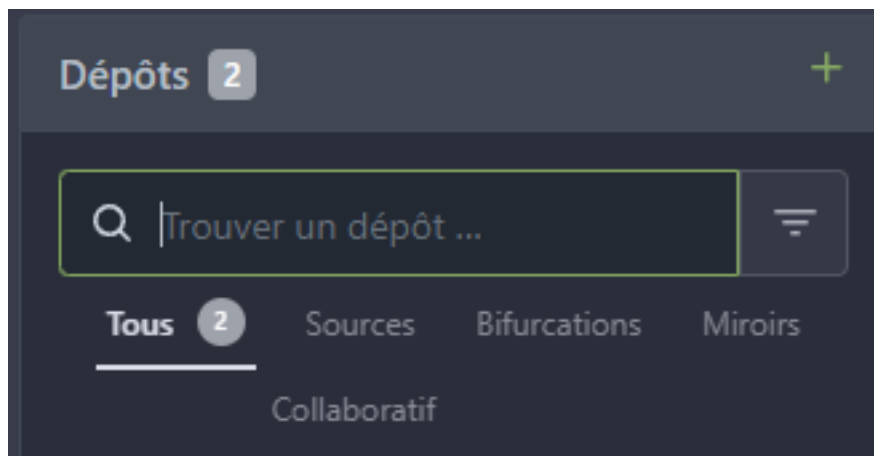 Dépôts 2
Trouver un dépôt ...
Tous 2 Sources Bifurcations Miroirs
Collaboratif